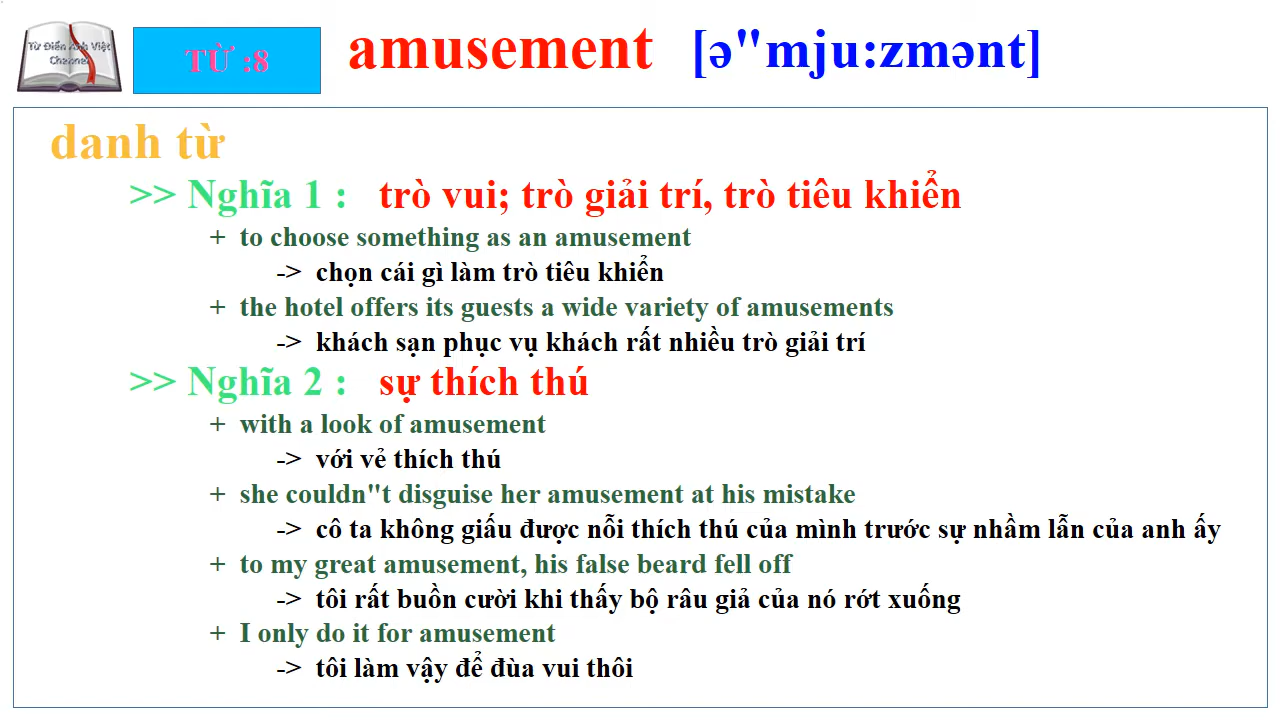 Từ Điển Anh Việt
Channel
TỪ :8
amusement [ə"mju:zmənt]
danh từ
>> Nghĩa 1 : trò vui; trò giải trí, trò tiêu khiển
+ to choose something as an amusement
-> chọn cái gì làm trò tiêu khiển
+ the hotel offers its guests a wide variety of amusements
-> khách sạn phục vụ khách rất nhiều trò giải trí
>> Nghĩa 2 : sự thích thú
+ with a look of amusement
-> với vẻ thích thú
+ she couldn"t disguise her amusement at his mistake
-> cô ta không giấu được nỗi thích thú của mình trước sự nhầm lẫn của anh ấy
+ to my great amusement, his false beard fell off
-> tôi rất buồn cười khi thấy bộ râu giả của nó rớt xuống
+ I only do it for amusement
-> tôi làm vậy để đùa vui thôi